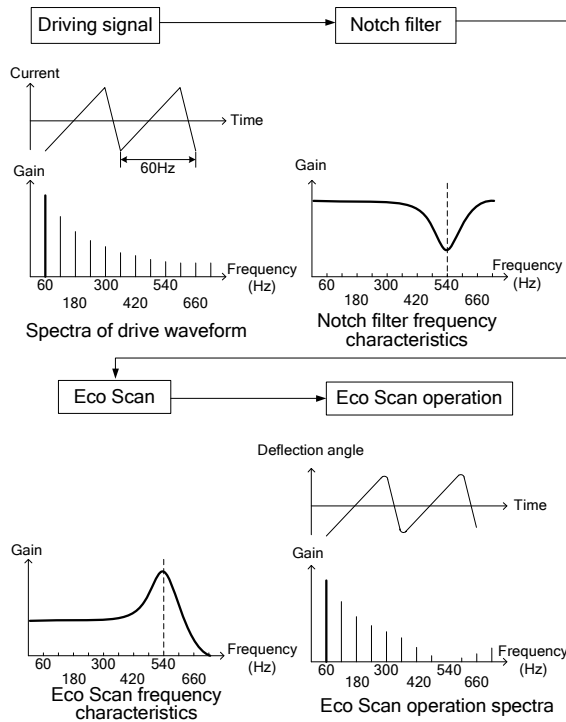 Driving signal
Notch filter
Current
Time
60Hz
Gain
Frequency
(Hz)
60 300 540
180 420 660
Spectra of drive waveform
Gain
Frequency
(Hz)
60 300 540
180 420 660
Notch filter frequency
characteristics
Eco Scan
Eco Scan operation
Deflection angle
Time
Gain
Frequency
(Hz)
60 300 540
180 420 660
Eco Scan frequency
characteristics
Gain
Frequency
(Hz)
60 300 540
180 420 660
Eco Scan operation spectra